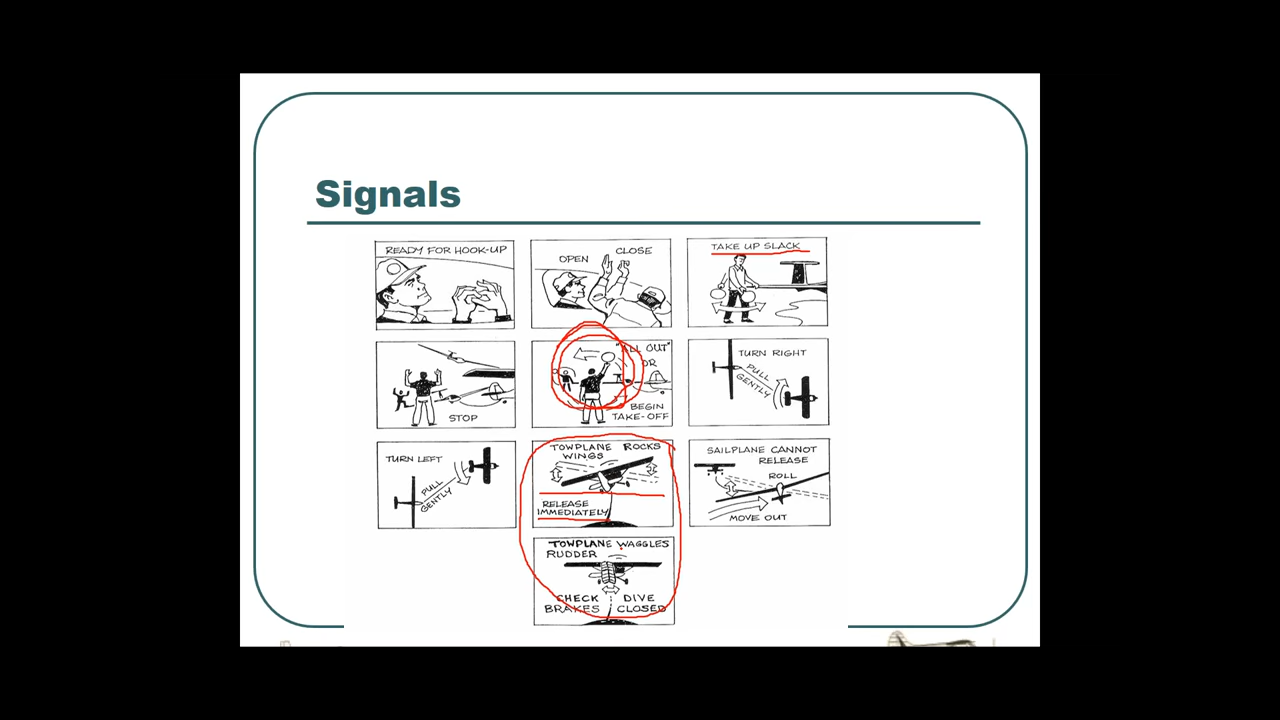 Signals
READY FOR HOOK-UP
OPEN
CLOSE
TAKE UP SLACK
STOP
"ALL OUT"
OR
BEGIN
TAKE-OFF
TURN RIGHT
PULL
GENTLY
TURN LEFT
PULL
GENTLY
TOWPLANE ROCKS
WINGS
RELEASE
IMMEDIATELY
SAILPLANE CANNOT
RELEASE
ROLL
MOVE OUT
TOWPLANE WAGGLES
RUDDER
CHECK DIVE
BRAKES CLOSED